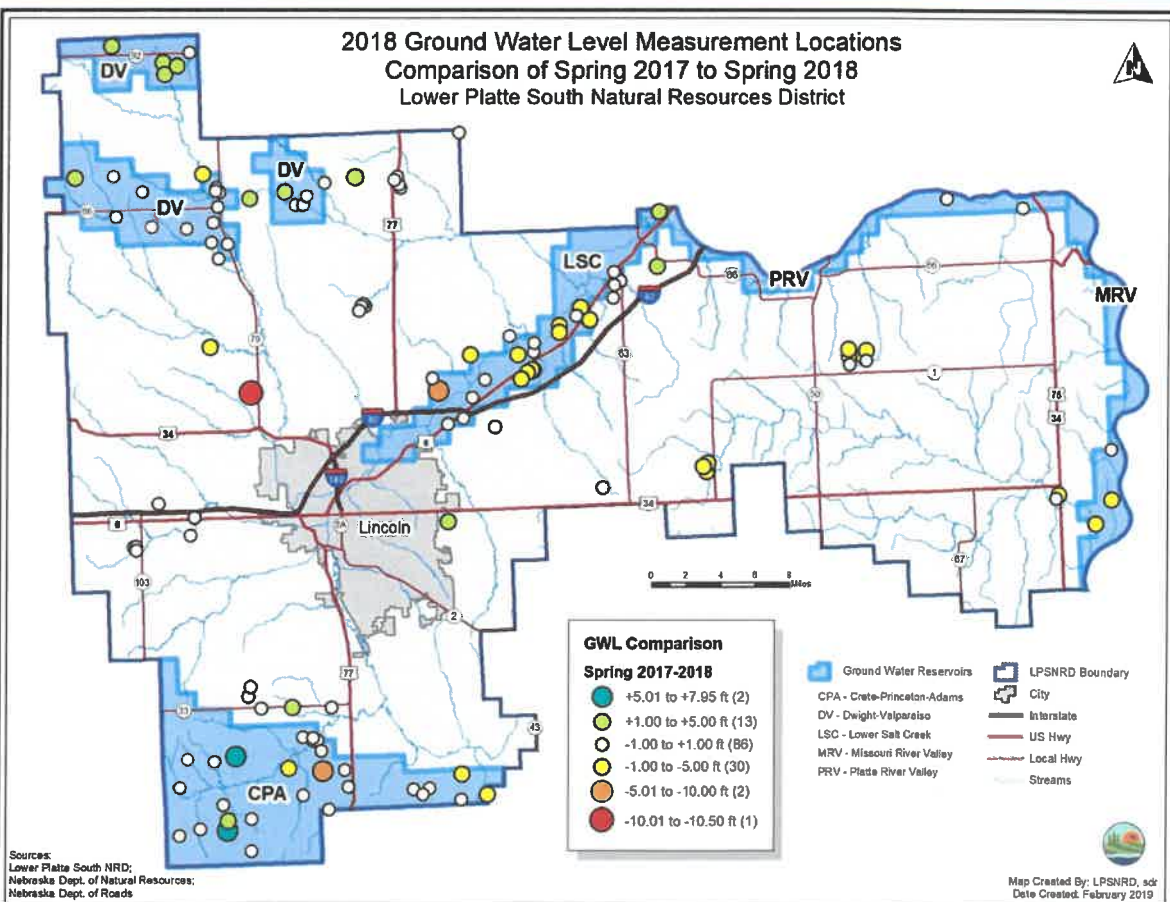 2018 Ground Water Level Measurement Locations
Comparison of Spring 2017 to Spring 2018
Lower Platte South Natural Resources District
N
92
DV
DV
DV
66
79
77
LSC
PRV
MRV
66
66
63
50
1
75
34
34
6
34
6
103
Lincoln
2
67
77
33
43
CPA
0 2 4 6 8
Miles
GWL Comparison
Spring 2017-2018
+5.01 to +7.95 ft (2)
+1.00 to +5.00 ft (13)
-1.00 to +1.00 ft (86)
-1.00 to -5.00 ft (30)
-5.01 to -10.00 ft (2)
-10.01 to -10.50 ft (1)
Ground Water Reservoirs
CPA - Crete-Princeton-Adams
DV - Dwight-Valparaiso
LSC - Lower Salt Creek
MRV - Missouri River Valley
PRV - Platte River Valley
LPSNRD Boundary
City
Interstate
US Hwy
Local Hwy
Streams
Sources:
Lower Platte South NRD;
Nebraska Dept. of Natural Resources;
Nebraska Dept. of Roads
Map Created By: LPSNRD, sdr
Date Created: February 2019